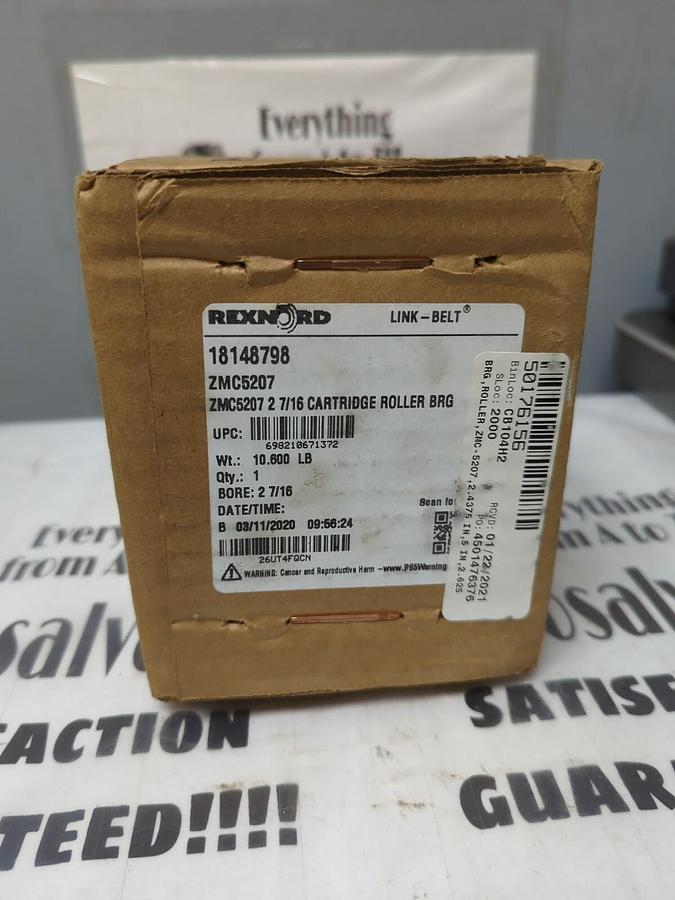 Everything
REXNORD LINK-BELT®
18148798
ZMC5207
ZMC5207 2 7/16 CARTRIDGE ROLLER BRG
UPC:
698210671372
Wt.: 10.600 LB
Qty.: 1
BORE: 2 7/16
DATE/TIME:
Scan fo
B 03/11/2020 09:56:24
26UT4FQCN
WARNING: Cancer and Reproductive Harm -www.P65Warning
50176156
BinLoc: CB104H2
SLoc: 2000
RCVD: 01/22/2021
PO: 4501476376
BRG,ROLLER,ZMC-5207,2.4375 IN,5 IN,2.625
Every
from A
salv
FACTION
TEED!!!!
verything
m A to
osalv
SATISF
GUAR